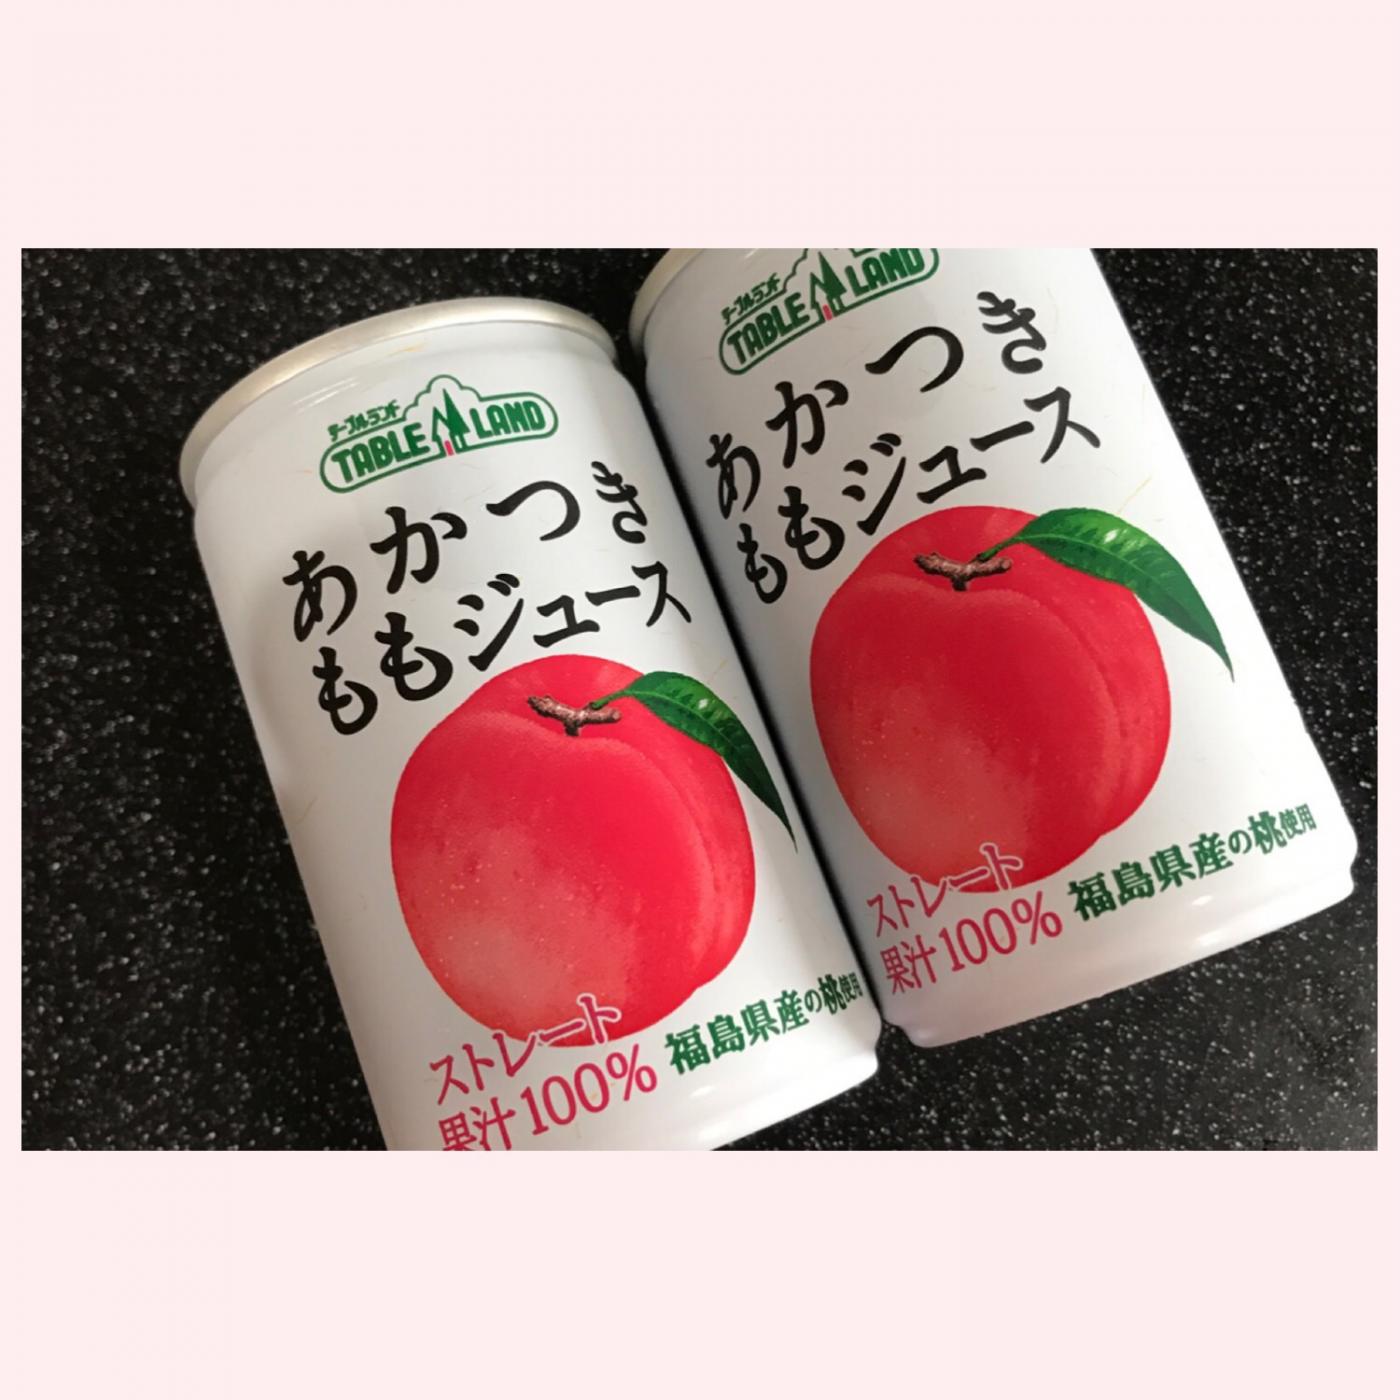 テーブルランド
TABLE LAND
あかつき
ももジュース
ストレート
果汁100%
福島県産の桃使用
テーブルランド
TABLE LAND
あかつき
ももジュース
ストレート
果汁100%
福島県産の桃使用